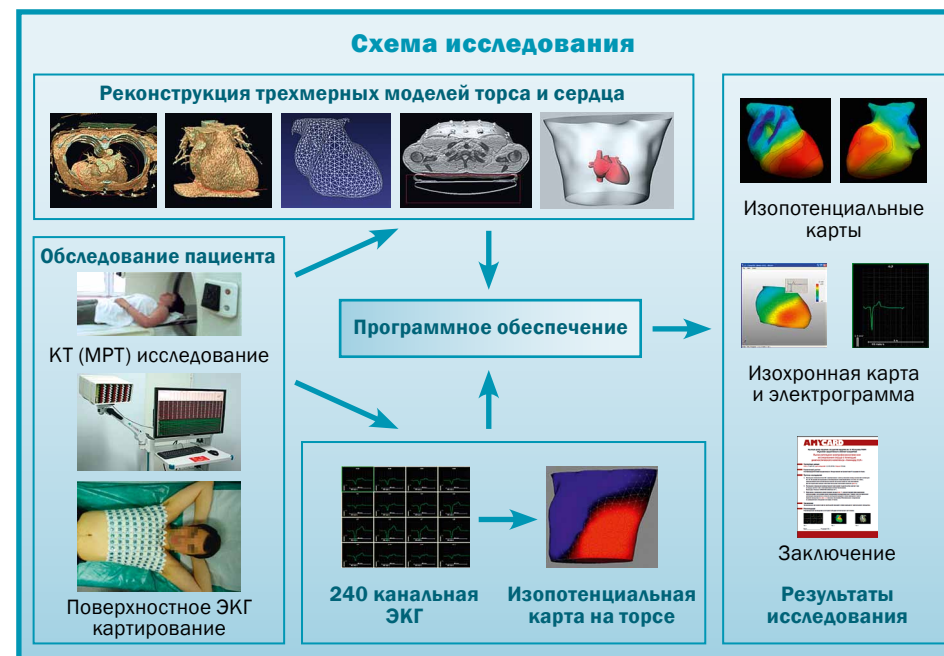 Схема исследования
Реконструкция трехмерных моделей торса и сердца
Обследование пациента
КТ (МРТ) исследование
Поверхностное ЭКГ
картирование
Программное обеспечение
240 канальная
ЭКГ
Изопотенциальная
карта на торсе
Изопотенциальные
карты
Изохронная карта
и электрограмма
AMYCARD
Заключение
Результаты
исследования